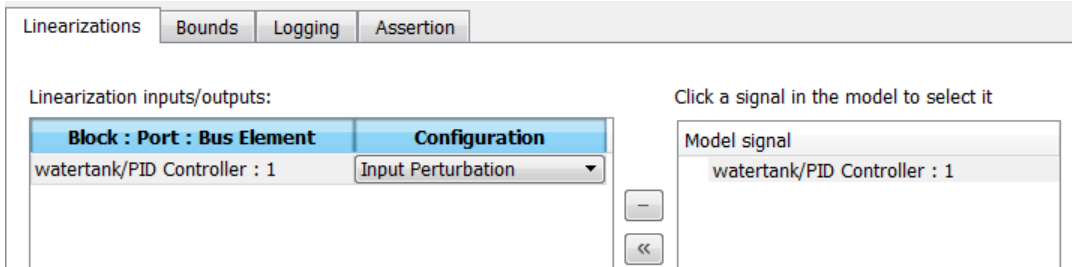 Linearizations Bounds Logging Assertion
Linearization inputs/outputs:
Click a signal in the model to select it
Block : Port : Bus Element Configuration
Model signal
watertank/PID Controller : 1 Input Perturbation
watertank/PID Controller : 1
−
«